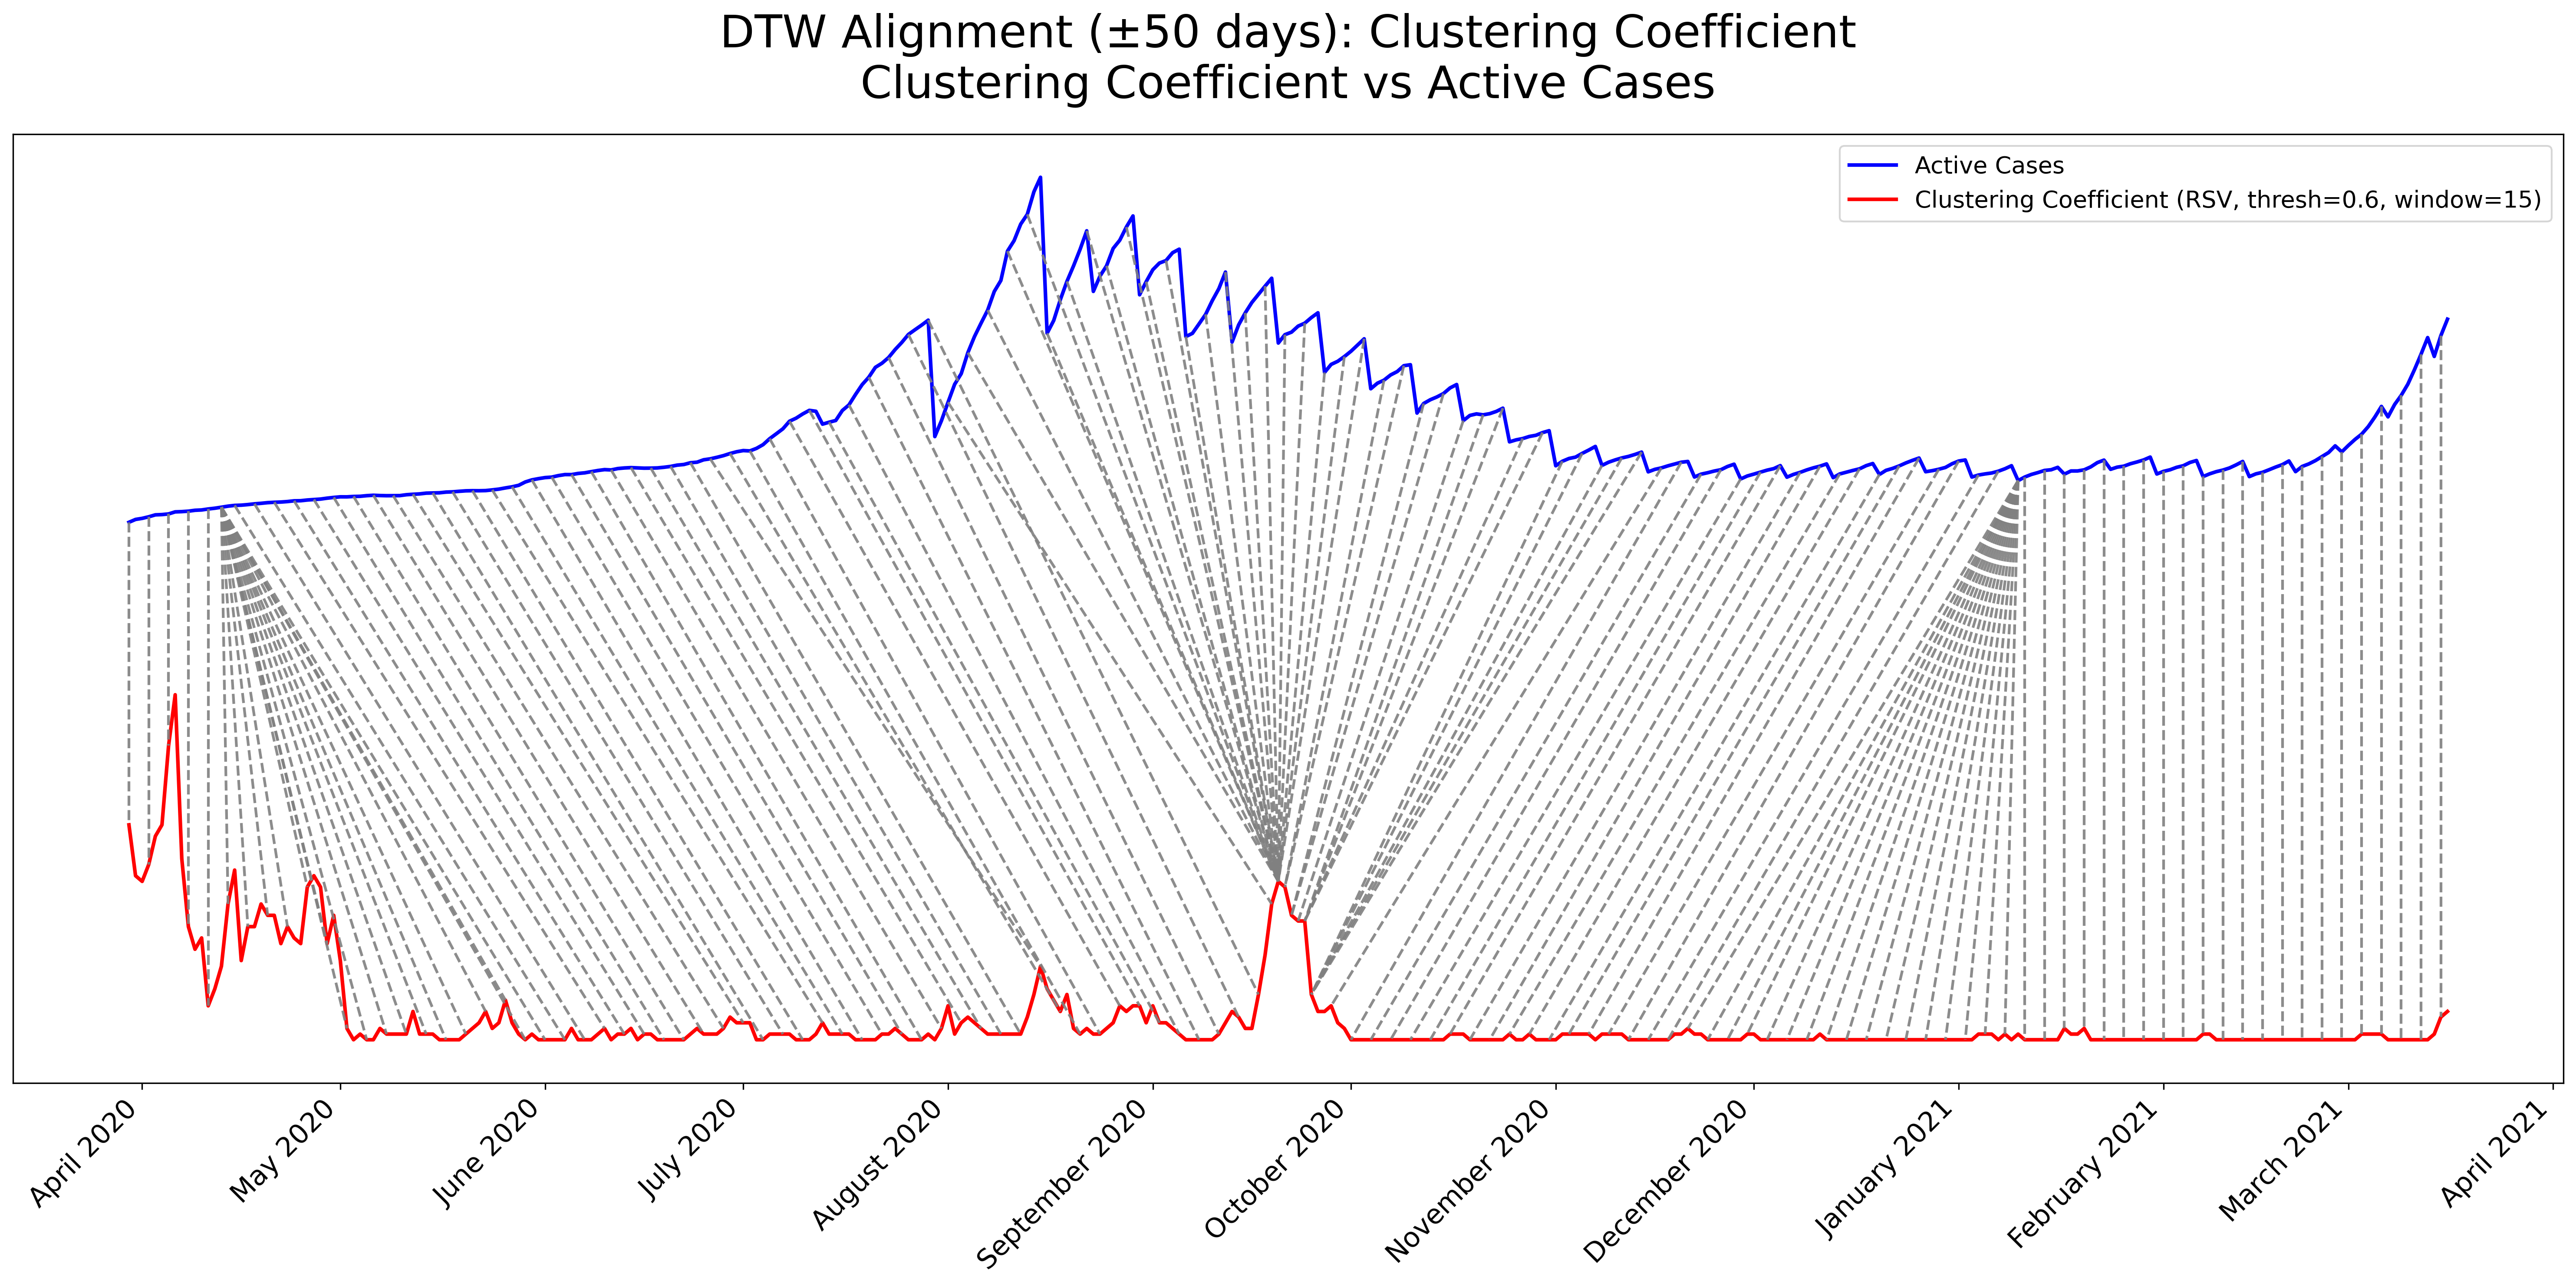 DTW Alignment (±50 days): Clustering Coefficient
Clustering Coefficient vs Active Cases
Active Cases
Clustering Coefficient (RSV, thresh=0.6, window=15)
April 2020
May 2020
June 2020
July 2020
August 2020
September 2020
October 2020
November 2020
December 2020
January 2021
February 2021
March 2021
April 2021